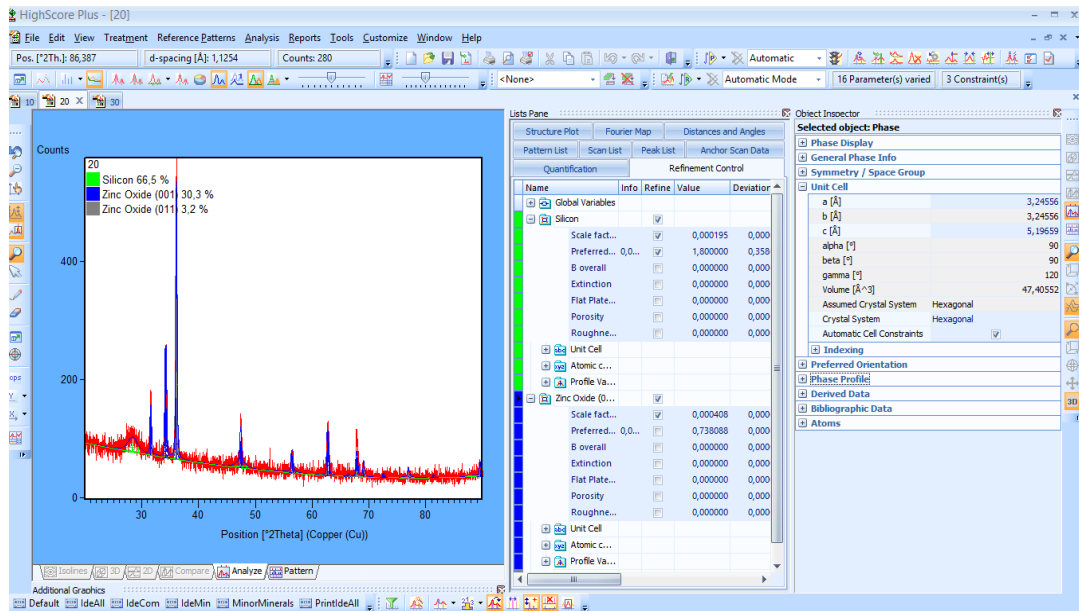 HighScore Plus - [20]
File Edit View Treatment Reference Patterns Analysis Reports Tools Customize Window Help
Pos. [°2Th.]: 86,387 d-spacing [Å]: 1,1254 Counts: 280 Automatic
<None> Automatic Mode 16 Parameter(s) varied 3 Constraint(s)
10 20 X 30
Lists Pane
Structure Plot Fourier Map Distances and Angles
Pattern List Scan List Peak List Anchor Scan Data
Quantification Refinement Control
Name Info Refine Value Deviation
Global Variables
Silicon
Scale fact... 0,000195 0,000
Preferred... 0,0... 1,800000 0,358
B overall 0,000000 0,000
Extinction 0,000000 0,000
Flat Plate... 0,000000 0,000
Porosity 0,000000 0,000
Roughne... 0,000000 0,000
Unit Cell
Atomic c...
Profile Va...
Zinc Oxide (0...
Scale fact... 0,000408 0,000
Preferred... 0,0... 0,738088 0,000
B overall 0,000000 0,000
Extinction 0,000000 0,000
Flat Plate... 0,000000 0,000
Porosity 0,000000 0,000
Roughne... 0,000000 0,000
Unit Cell
Atomic c...
Profile Va...
Object Inspector
Selected object: Phase
Phase Display
General Phase Info
Symmetry / Space Group
Unit Cell
a [Å] 3,24556
b [Å] 3,24556
c [Å] 5,19659
alpha [°] 90
beta [°] 90
gamma [°] 120
Volume [Å^3] 47,40552
Assumed Crystal System Hexagonal
Crystal System Hexagonal
Automatic Cell Constraints
Indexing
Preferred Orientation
Phase Profile
Derived Data
Bibliographic Data
Atoms
3D
ops
Counts
20
Silicon 66,5 %
Zinc Oxide (001) 30,3 %
Zinc Oxide (011) 3,2 %
400
200
0
30 40 50 60 70 80
Position [°2Theta] (Copper (Cu))
Isolines 3D 2D Compare Analyze Pattern
Additional Graphics
Default IdeAll IdeCom IdeMin MinorMinerals PrintIdeAll